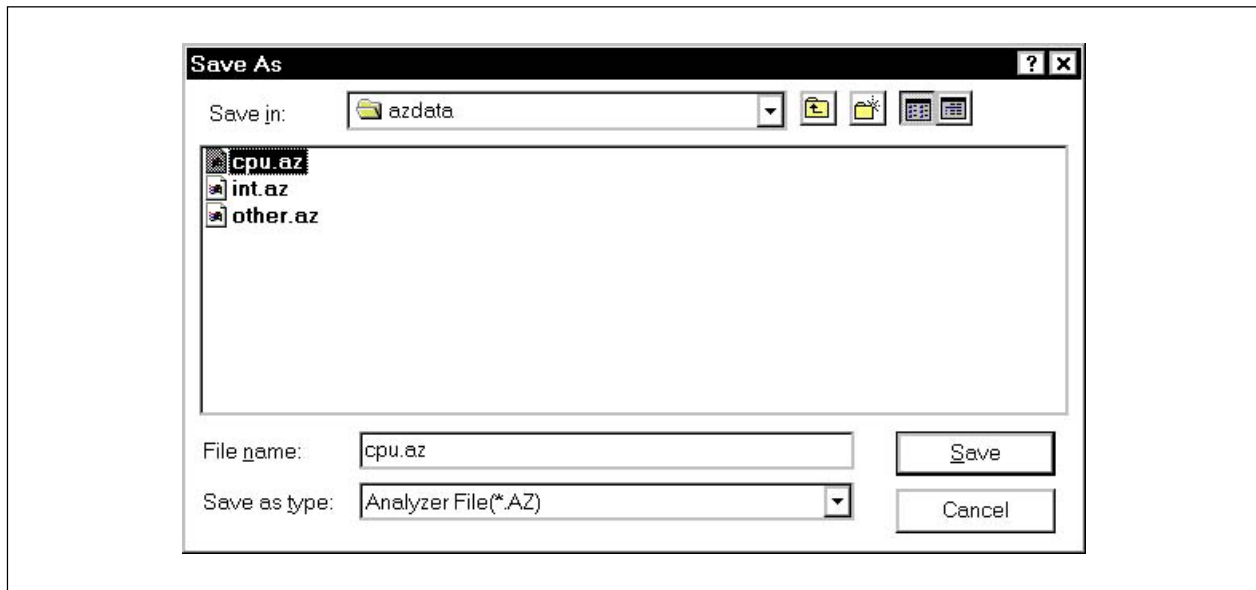 Save As
Save in:
azdata
cpu.az
int.az
other.az
File name:
cpu.az
Save
Save as type:
Analyzer File(*.AZ)
Cancel